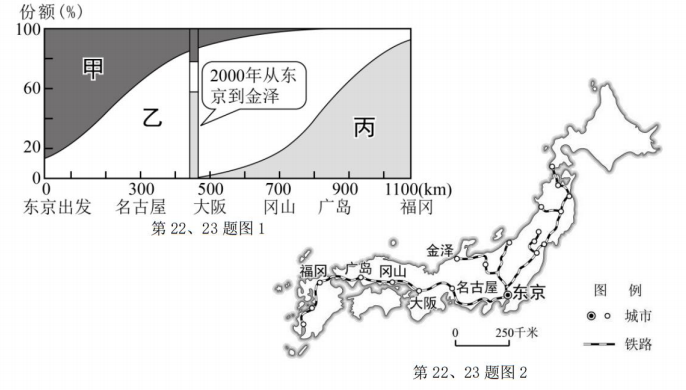 份额(%)
100
60
20
0
甲
乙
丙
2000年从东
京到金泽
0 300 500 700 900 1100(km)
东京出发 名古屋 大阪 冈山 广岛 福冈
第22、23题图1
金泽
福冈 广岛 冈山
大阪 名古屋 东京
0 250千米
图 例
城市
铁路
第22、23题图2